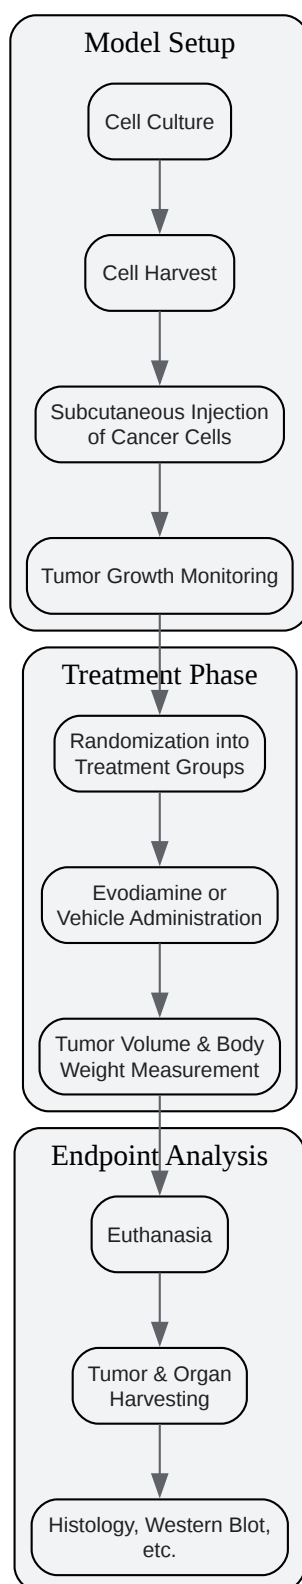 Model Setup
Cell Culture
Cell Harvest
Subcutaneous Injection
of Cancer Cells
Tumor Growth Monitoring
Treatment Phase
Randomization into
Treatment Groups
Evodiamine or
Vehicle Administration
Tumor Volume & Body
Weight Measurement
Endpoint Analysis
Euthanasia
Tumor & Organ
Harvesting
Histology, Western Blot,
etc.